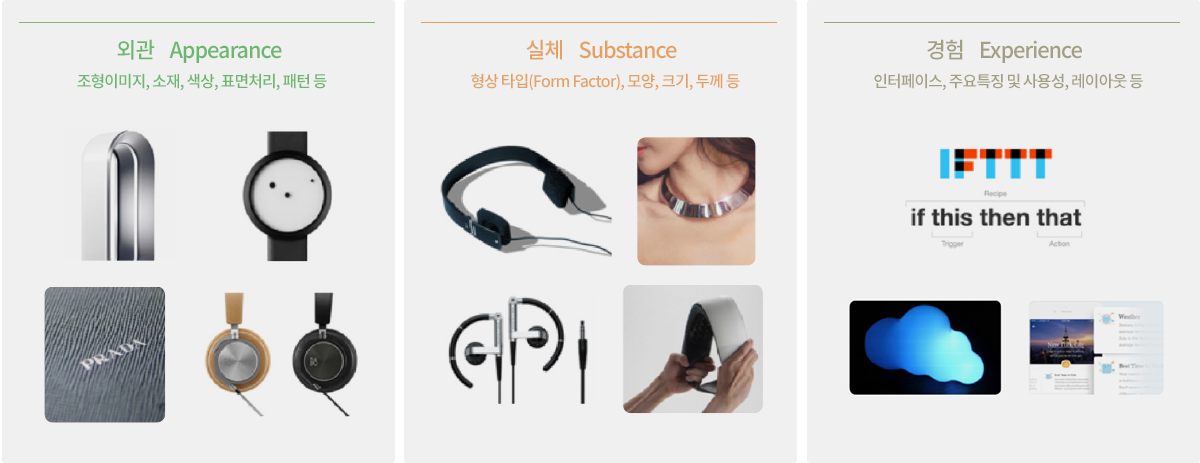 외관 Appearance
조형이미지, 소재, 색상, 표면처리, 패턴 등
PRADA
실체 Substance
형상 타입(Form Factor), 모양, 크기, 두께 등
경험 Experience
인터페이스, 주요특징 및 사용성, 레이아웃 등
IFTTT
Recipe
if this then that
Trigger Action
Weather